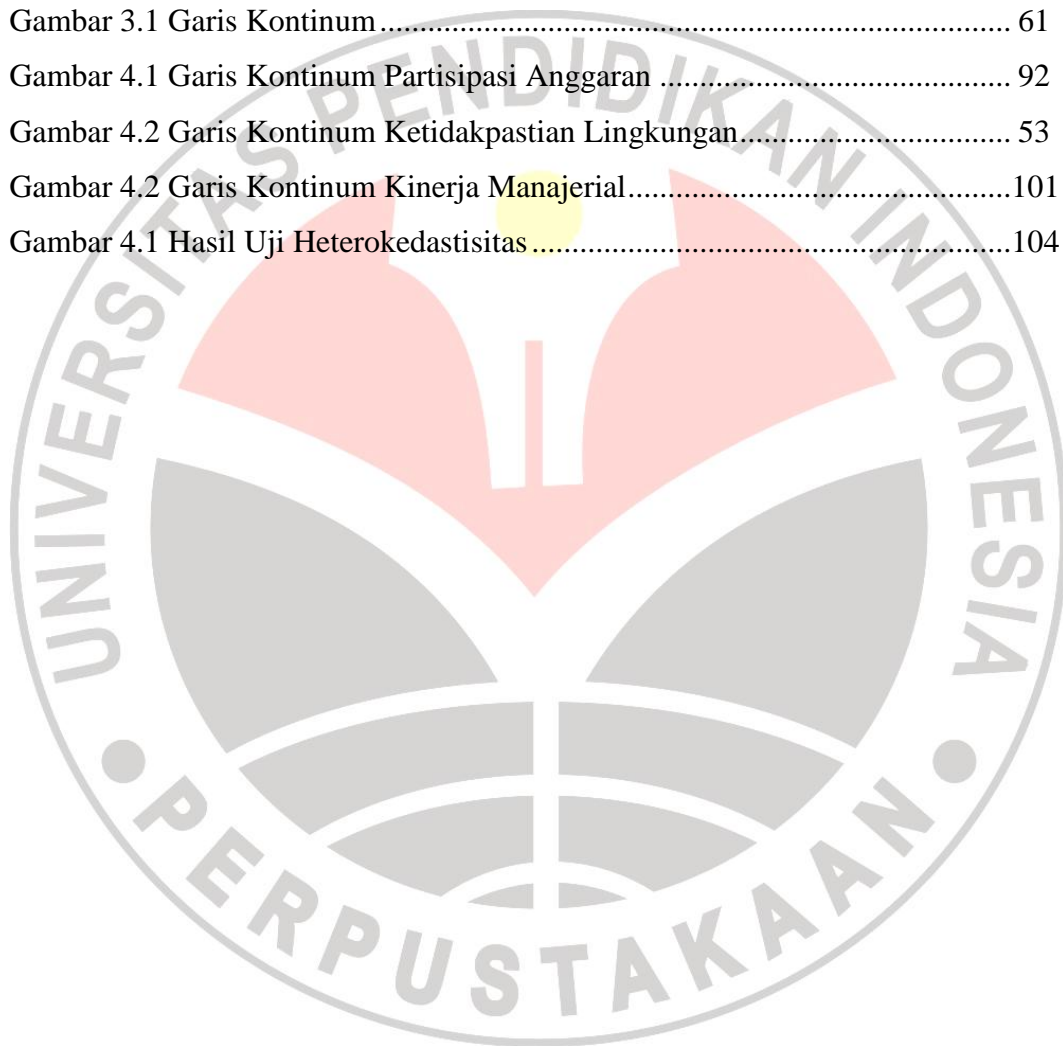 Gambar 3.1 Garis Kontinum ............................................................................... 61
Gambar 4.1 Garis Kontinum Partisipasi Anggaran ............................................ 92
Gambar 4.2 Garis Kontinum Ketidakpastian Lingkungan .................................. 53
Gambar 4.2 Garis Kontinum Kinerja Manajerial ................................................101
Gambar 4.1 Hasil Uji Heterokedastisitas ............................................................104
UNIVERSITAS PENDIDIKAN INDONESIA
PERPUSTAKAAN